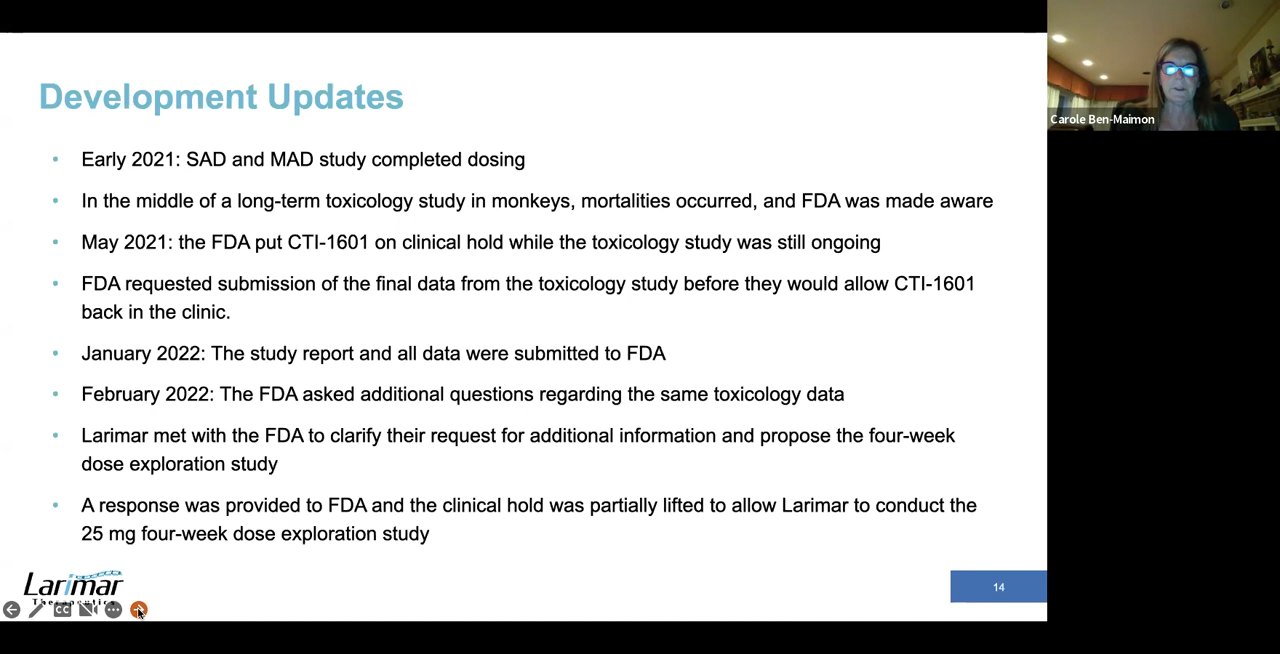 Development Updates
Carole Ben-Maimon
• Early 2021: SAD and MAD study completed dosing
• In the middle of a long-term toxicology study in monkeys, mortalities occurred, and FDA was made aware
• May 2021: the FDA put CTI-1601 on clinical hold while the toxicology study was still ongoing
• FDA requested submission of the final data from the toxicology study before they would allow CTI-1601
back in the clinic.
• January 2022: The study report and all data were submitted to FDA
• February 2022: The FDA asked additional questions regarding the same toxicology data
• Larimar met with the FDA to clarify their request for additional information and propose the four-week
dose exploration study
• A response was provided to FDA and the clinical hold was partially lifted to allow Larimar to conduct the
25 mg four-week dose exploration study
Larimar
Therapeutics
CC
14